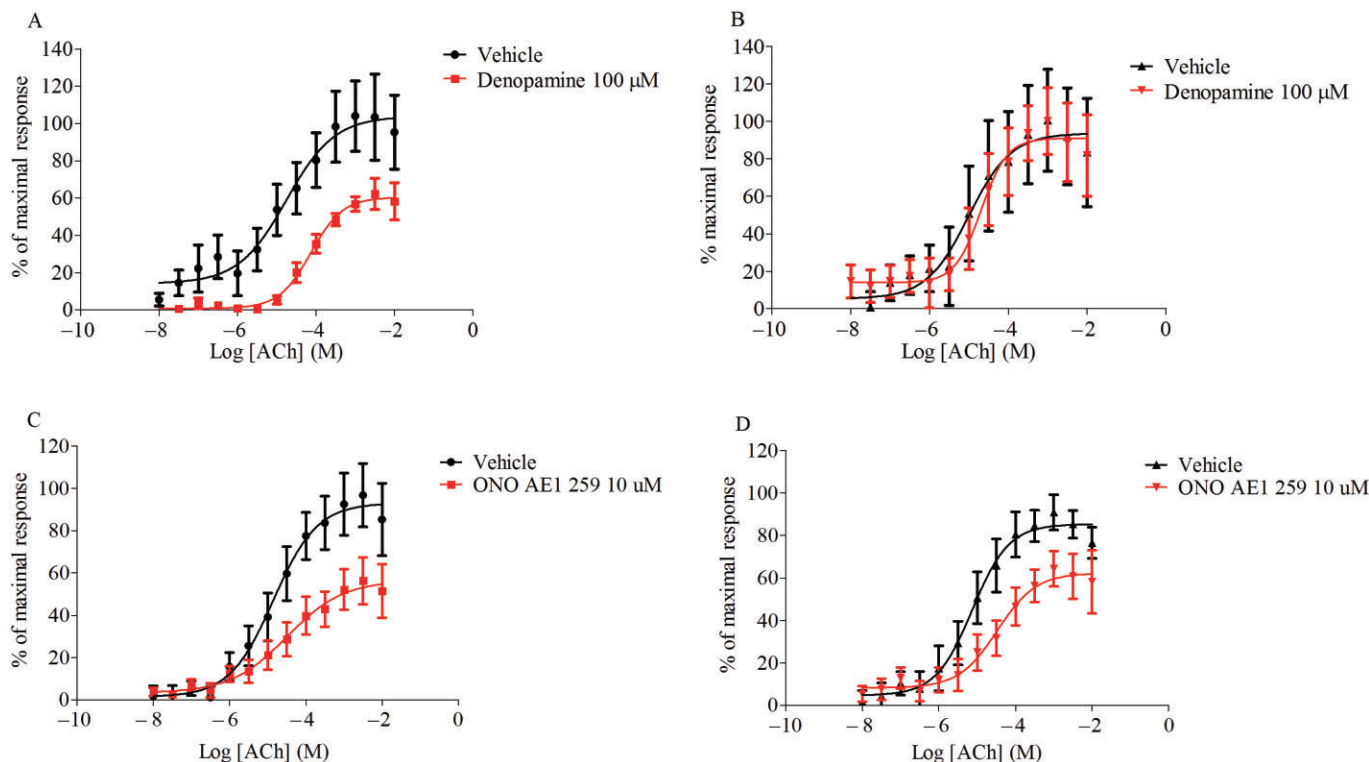 A
140
120
100
80
60
40
20
0
% of maximal response
−10
−8
−6
−4
−2
0
Log [ACh] (M)
Vehicle
Denopamine 100 μM
B
140
120
100
80
60
40
20
0
% maximal response
−10
−8
−6
−4
−2
0
Log [ACh] (M)
Vehicle
Denopamine 100 μM
C
120
100
80
60
40
20
0
% of maximal response
−10
−8
−6
−4
−2
0
Log [ACh] (M)
Vehicle
ONO AE1 259 10 uM
D
120
100
80
60
40
20
0
% of maximal response
−10
−8
−6
−4
−2
0
Log [ACh] (M)
Vehicle
ONO AE1 259 10 uM